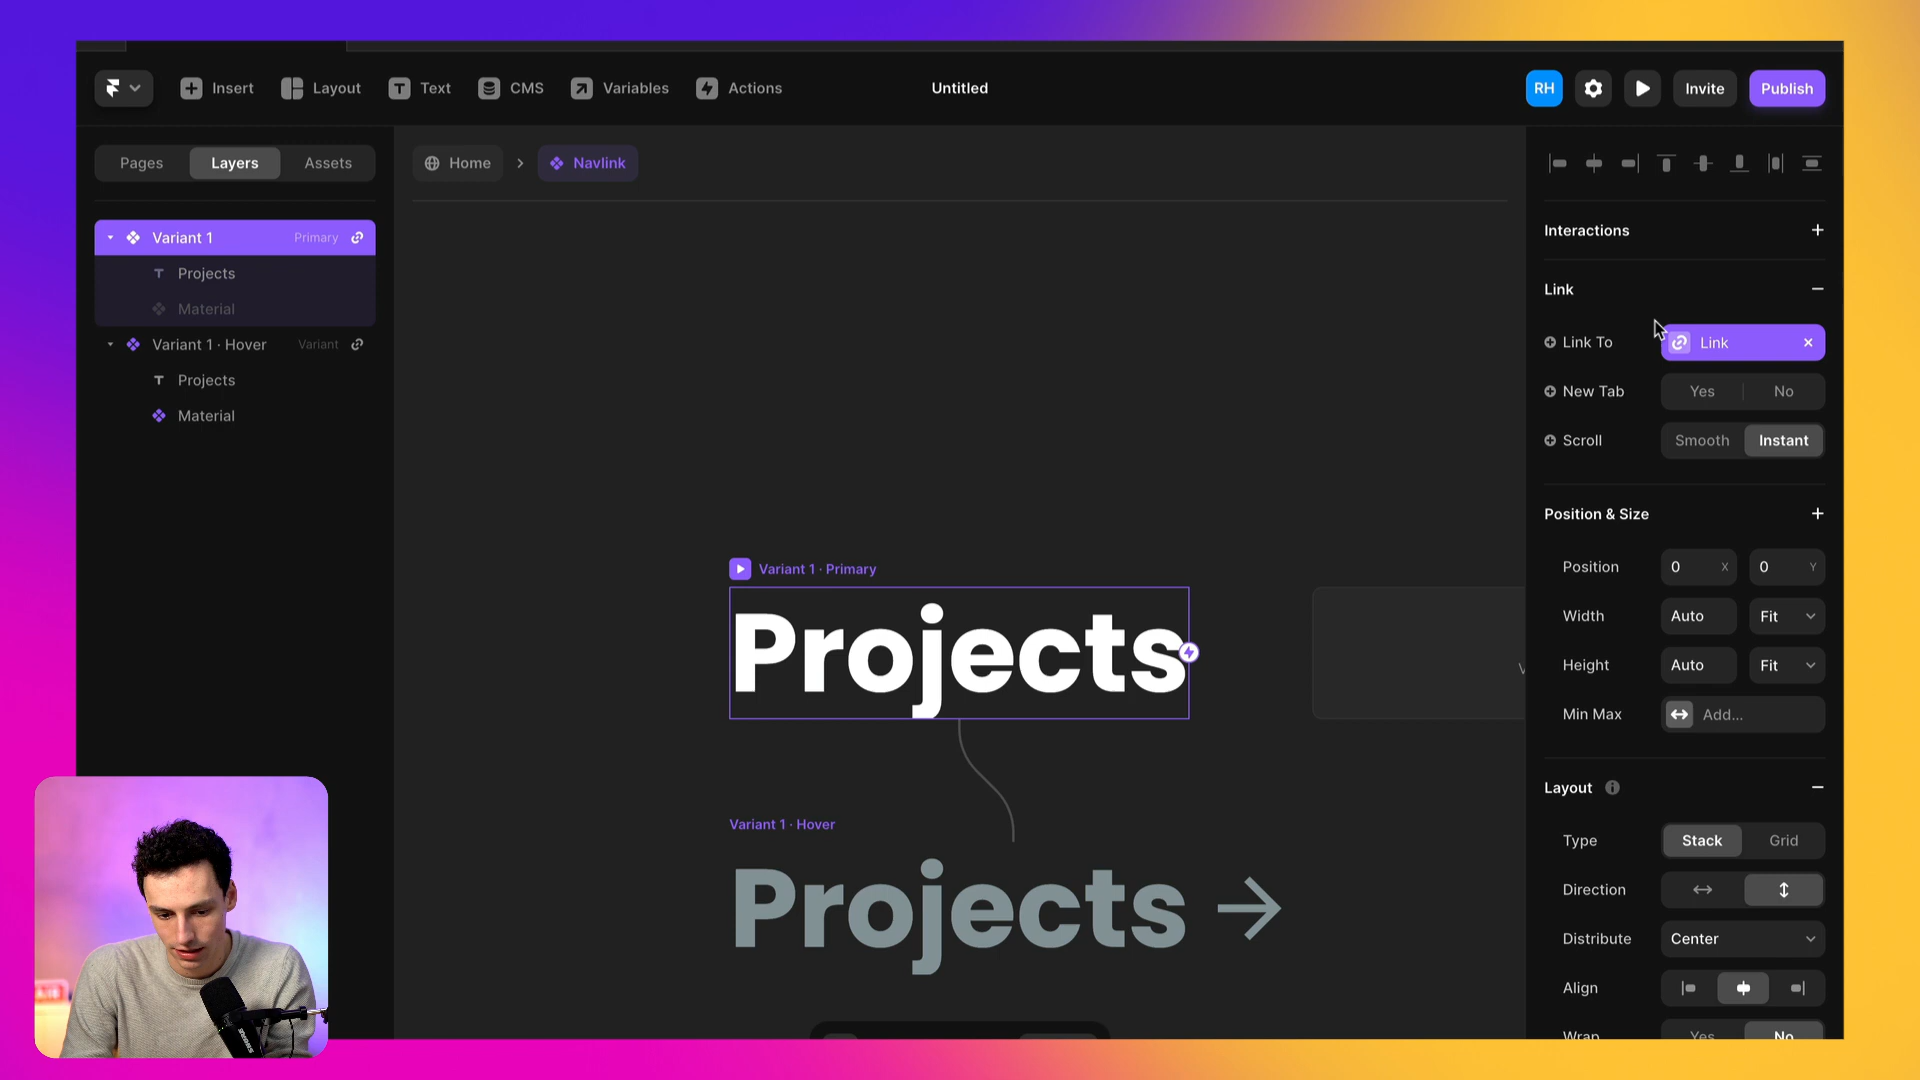 Insert
Layout
Text
CMS
Variables
Actions
Untitled
RH
Invite
Publish
Pages
Layers
Assets
Home
Navlink
Variant 1
Primary
Projects
Material
Variant 1 · Hover
Variant
Projects
Material
Variant 1 · Primary
Projects
Variant 1 · Hover
Projects →
Interactions
Link
Link To
Link
New Tab
Yes
No
Scroll
Smooth
Instant
Position & Size
Position
0 X
0 Y
Width
Auto
Fit
Height
Auto
Fit
Min Max
Add...
Layout
Type
Stack
Grid
Direction
Distribute
Center
Align
Wrap
Yes
No
SHURE